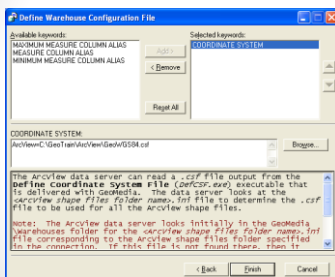 Define Warehouse Configuration File
Available keywords:
MAXIMUM MEASURE COLUMN ALIAS
MEASURE COLUMN ALIAS
MINIMUM MEASURE COLUMN ALIAS
Add >
< Remove
Reset All
Selected keywords:
COORDINATE SYSTEM
COORDINATE SYSTEM:
ArcView=C:\GeoTrain\ArcView\GeoWGS84.csf
Browse...
The ArcView data server can read a .csf file output from the
Define Coordinate System File (DefCSF.exe) executable that
is delivered with GeoMedia. The data server looks at the
<ArcView shape files folder name>.ini file to determine the .csf
file to be used for all the ArcView shape files.
Note: The ArcView data server looks initially in the GeoMedia
\Warehouses folder for the <ArcView shape files folder name>.ini
file corresponding to the ArcView shape files folder specified
in the connection. If this file is not found there, then it
< Back
Finish
Cancel